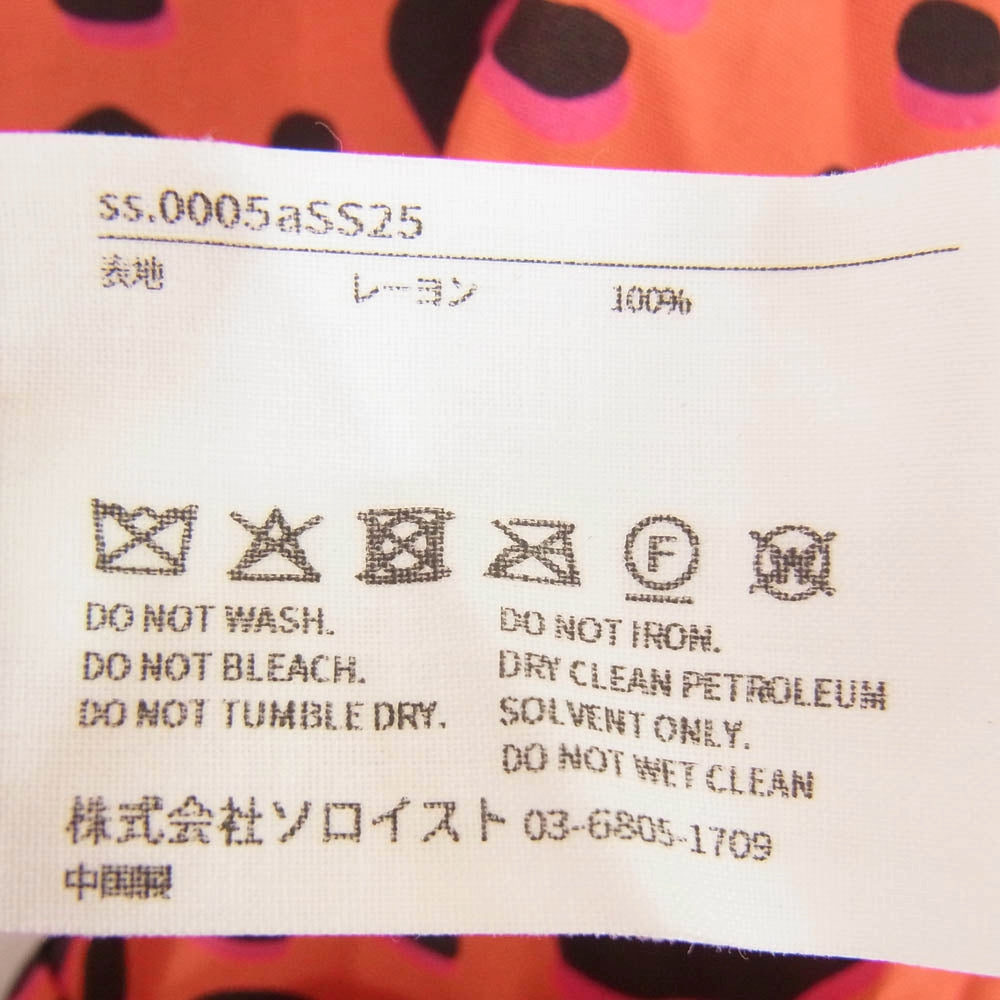 ss.0005aSS25
表地 レーヨン 100%
F W
DO NOT WASH.
DO NOT BLEACH.
DO NOT TUMBLE DRY.
DO NOT IRON.
DRY CLEAN PETROLEUM
SOLVENT ONLY.
DO NOT WET CLEAN
株式会社ソロイスト 03-6805-1709
中国製